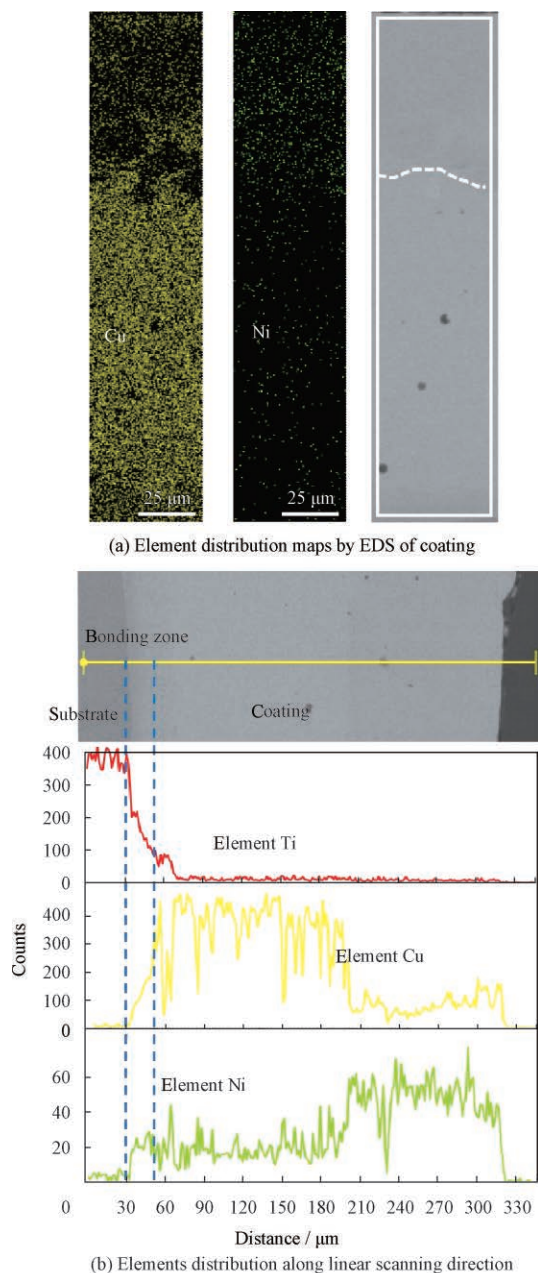 Cu
Ni
25 μm
25 μm
(a) Element distribution maps by EDS of coating
Bonding zone
Substrate
Coating
400
300
200
100
0
Element Ti
400
300
200
100
0
Element Cu
Counts
60
40
20
Element Ni
0 30 60 90 120 150 180 210 240 270 300 330
Distance / μm
(b) Elements distribution along linear scanning direction